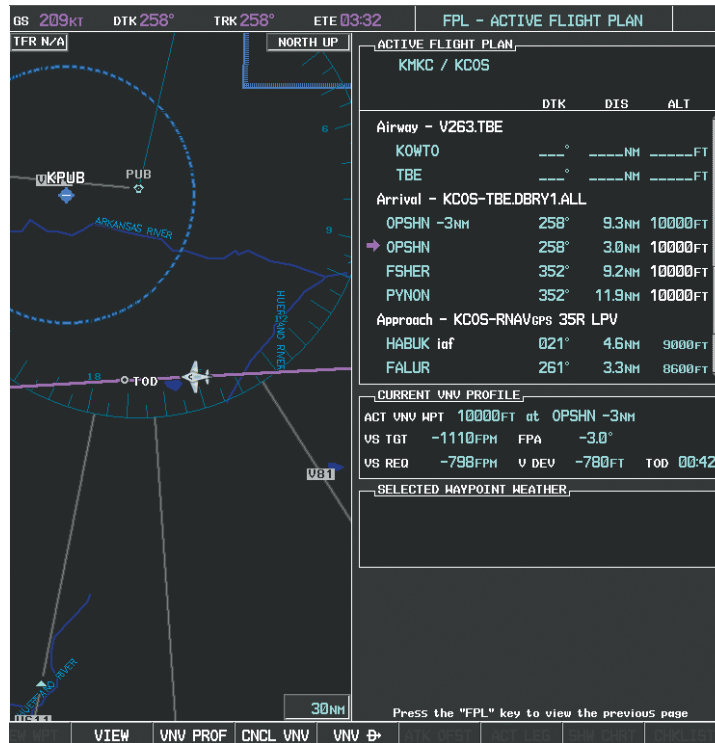 GS 209KT DTK 258° TRK 258° ETE 03:32 FPL - ACTIVE FLIGHT PLAN
TFR N/A
NORTH UP
6
KPUB
PUB
ARKANSAS RIVER
9
12
HUERFANO RIVER
18
TOD
V81
HUERFANO RIVER
30NM
ACTIVE FLIGHT PLAN
KMKC / KCOS
DTK DIS ALT
Airway - V263.TBE
KOWTO ___° ____NM _____FT
TBE ___° ____NM _____FT
Arrival - KCOS-TBE.DBRY1.ALL
OPSHN -3NM 258° 9.3NM 10000FT
OPSHN 258° 3.0NM 10000FT
FSHER 352° 9.2NM 10000FT
PYNON 352° 11.9NM 10000FT
Approach - KCOS-RNAVGPS 35R LPV
HABUK iaf 021° 4.6NM 9000FT
FALUR 261° 3.3NM 8600FT
CURRENT VNV PROFILE
ACT VNV WPT 10000FT at OPSHN -3NM
VS TGT -1110FPM FPA -3.0°
VS REQ -798FPM V DEV -780FT TOD 00:42
SELECTED WAYPOINT WEATHER
Press the "FPL" key to view the previous page
VIEW VNV PROF CNCL VNV VNV D→ ATK OFST ACT LEG SHW CHRT CHKLIST